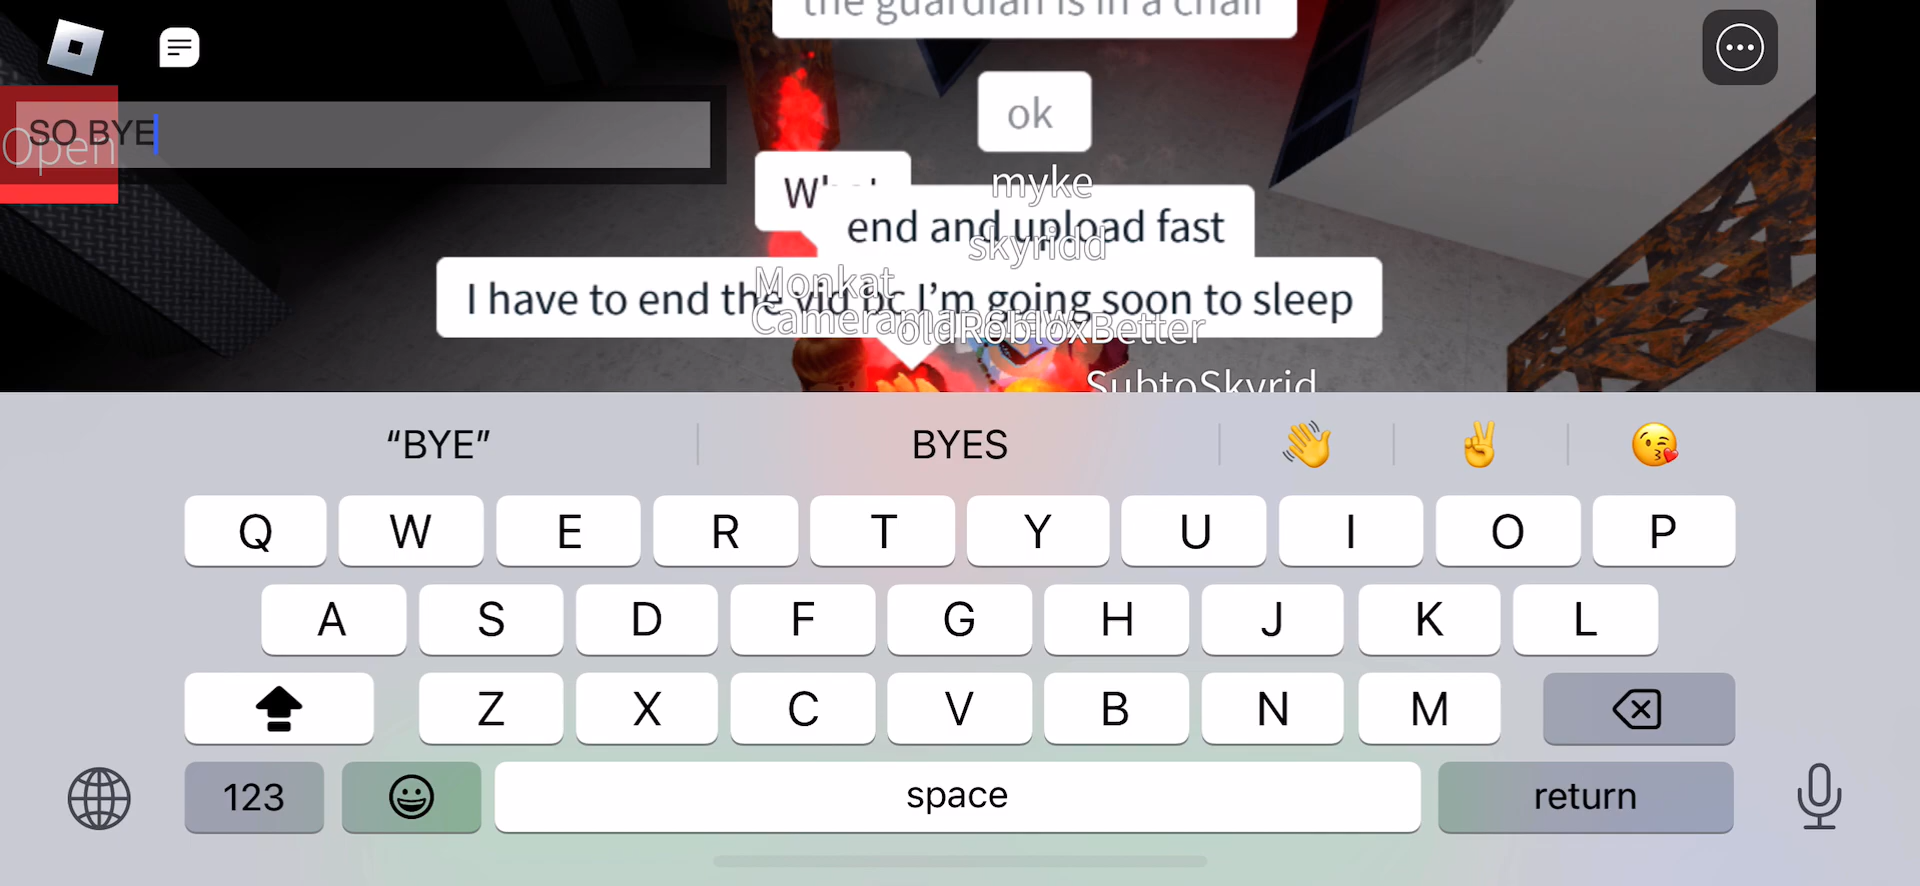 the guardian is in a chair
ok
SO BYE
Open
myke
end and upload fast
skyridd
Monkat
I have to end the vid bc I'm going soon to sleep
oldRobloxBetter
SubtoSkyrid
“BYE”
BYES
Q W E R T Y U I O P
A S D F G H J K L
Z X C V B N M
123
space
return